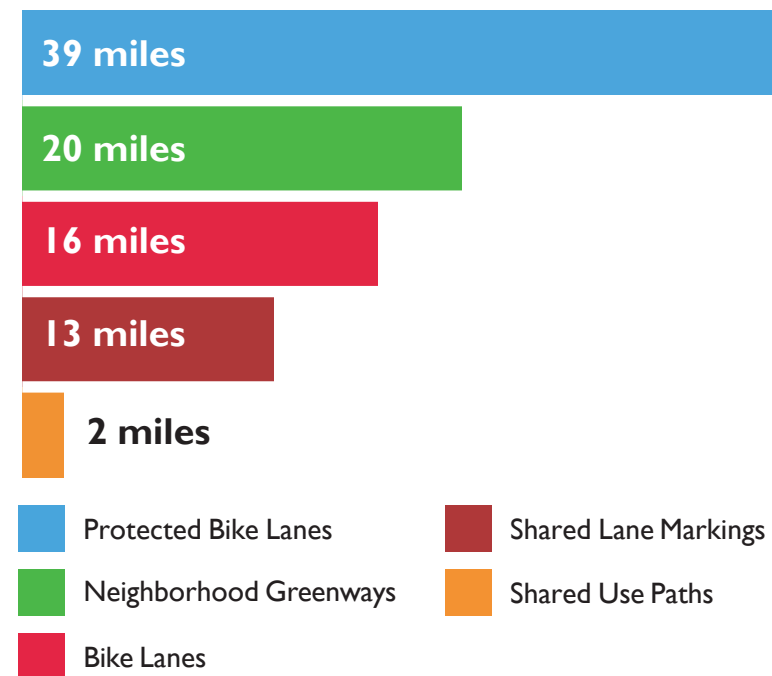 39 miles
20 miles
16 miles
13 miles
2 miles
Protected Bike Lanes
Neighborhood Greenways
Bike Lanes
Shared Lane Markings
Shared Use Paths